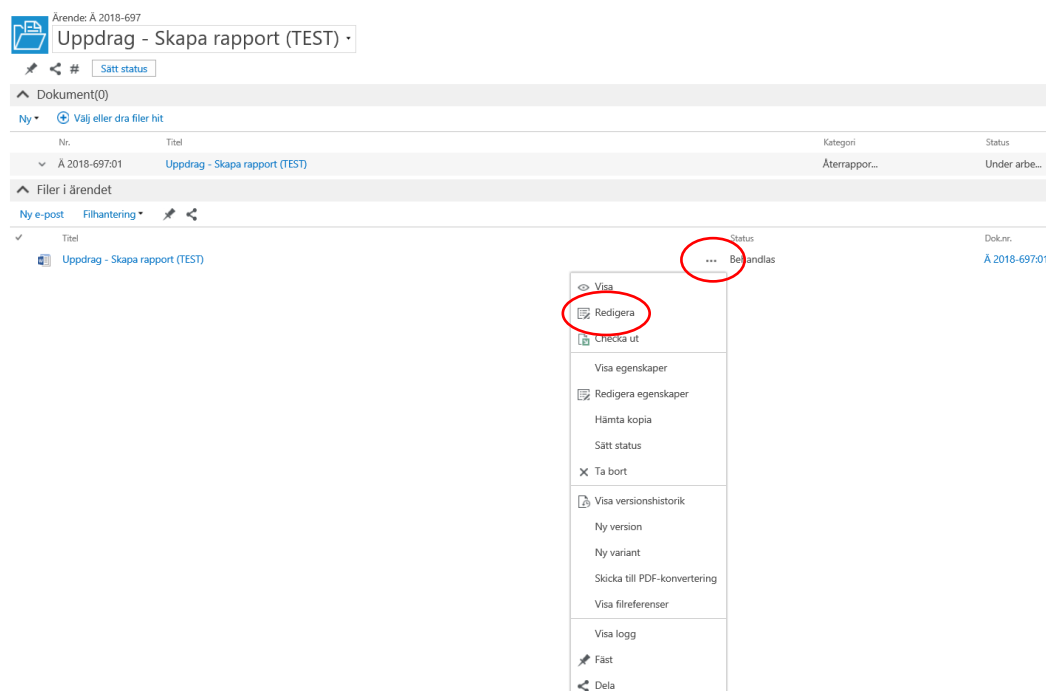 Ärende: Ä 2018-697
Uppdrag - Skapa rapport (TEST)
# Sätt status
Dokument(0)
Ny Välj eller dra filer hit
Nr. Titel Kategori Status
Ä 2018-697:01 Uppdrag - Skapa rapport (TEST) Återrappor... Under arbe...
Filer i ärendet
Ny e-post Filhantering
Titel Status Dok.nr.
Uppdrag - Skapa rapport (TEST) ... Behandlas Ä 2018-697:01
Visa
Redigera
Checka ut
Visa egenskaper
Redigera egenskaper
Hämta kopia
Sätt status
Ta bort
Visa versionshistorik
Ny version
Ny variant
Skicka till PDF-konvertering
Visa filreferenser
Visa logg
Fäst
Dela